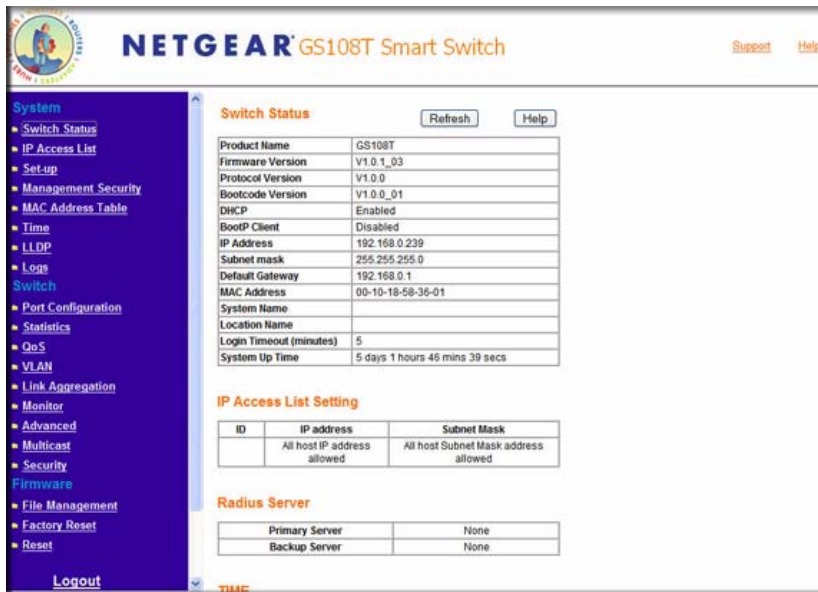 NETGEAR GS108T Smart Switch
Support Help
System
Switch Status
IP Access List
Set-up
Management Security
MAC Address Table
Time
LLDP
Logs
Switch
Port Configuration
Statistics
QoS
VLAN
Link Aggregation
Monitor
Advanced
Multicast
Security
Firmware
File Management
Factory Reset
Reset
Logout
Switch Status Refresh Help
Product Name GS108T
Firmware Version V1.0.1_03
Protocol Version V1.0.0
Bootcode Version V1.0.0_01
DHCP Enabled
BootP Client Disabled
IP Address 192.168.0.239
Subnet mask 255.255.255.0
Default Gateway 192.168.0.1
MAC Address 00-10-18-58-36-01
System Name
Location Name
Login Timeout (minutes) 5
System Up Time 5 days 1 hours 46 mins 39 secs
IP Access List Setting
ID IP address Subnet Mask
All host IP address allowed All host Subnet Mask address allowed
Radius Server
Primary Server None
Backup Server None
TIME